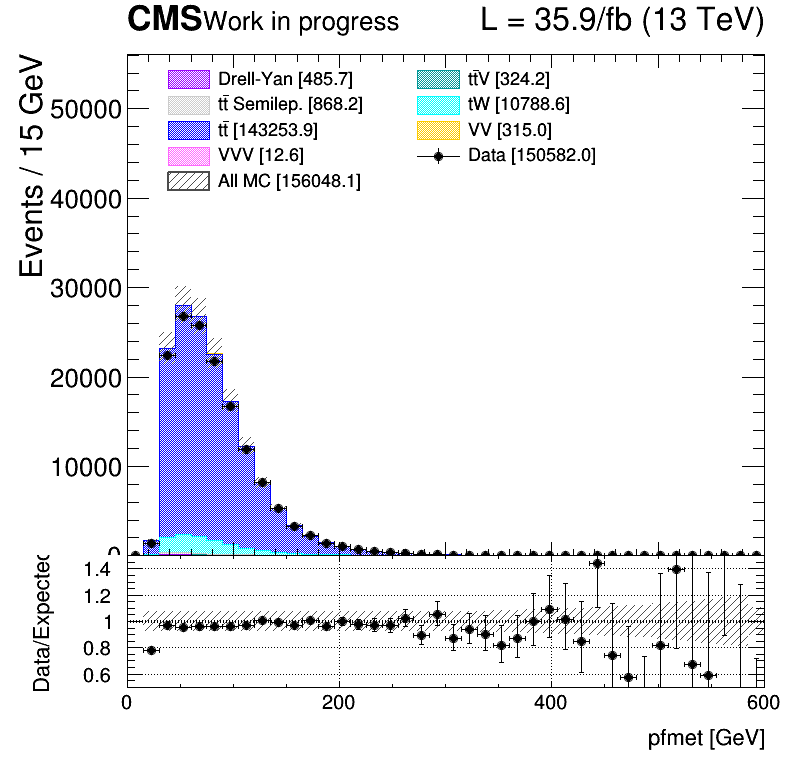 CMS Work in progress L = 35.9/fb (13 TeV)
Events / 15 GeV
Drell-Yan [485.7] tt̄V [324.2]
tt̄ Semilep. [868.2] tW [10788.6]
tt̄ [143253.9] VV [315.0]
VVV [12.6] Data [150582.0]
All MC [156048.1]
50000
40000
30000
20000
10000
0
Data/Expected
1.4
1.2
1
0.8
0.6
0 200 400 600
pfmet [GeV]